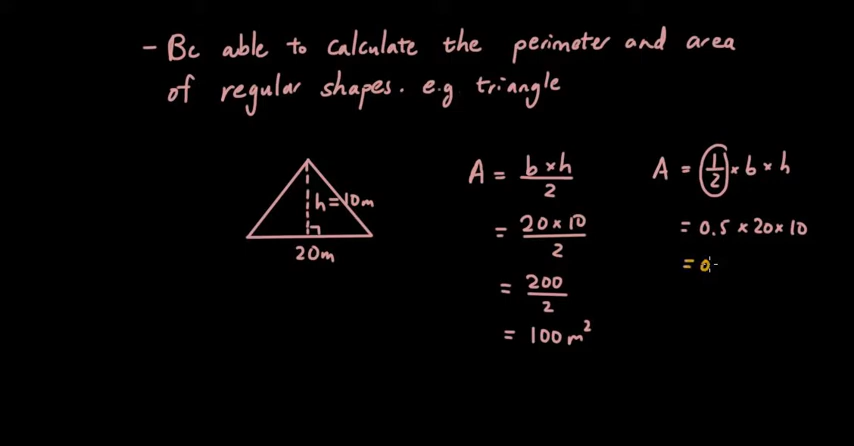 - Be able to calculate the perimeter and area
of regular shapes. e.g triangle
h = 10m
20m
A = b × h / 2
= 20 × 10 / 2
= 200 / 2
= 100 m²
A = 1/2 × b × h
= 0.5 × 20 × 10
= 0